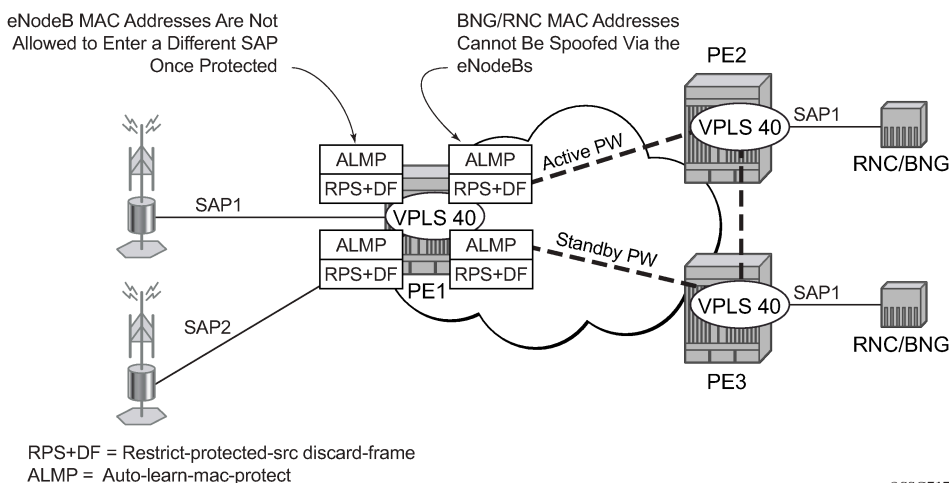 eNodeB MAC Addresses Are Not
Allowed to Enter a Different SAP
Once Protected
BNG/RNC MAC Addresses
Cannot Be Spoofed Via the
eNodeBs
PE2
VPLS 40
SAP1
RNC/BNG
ALMP
RPS+DF
ALMP
RPS+DF
Active PW
SAP1
VPLS 40
ALMP
RPS+DF
ALMP
RPS+DF
Standby PW
PE1
SAP2
VPLS 40
SAP1
RNC/BNG
PE3
RPS+DF = Restrict-protected-src discard-frame
ALMP = Auto-learn-mac-protect